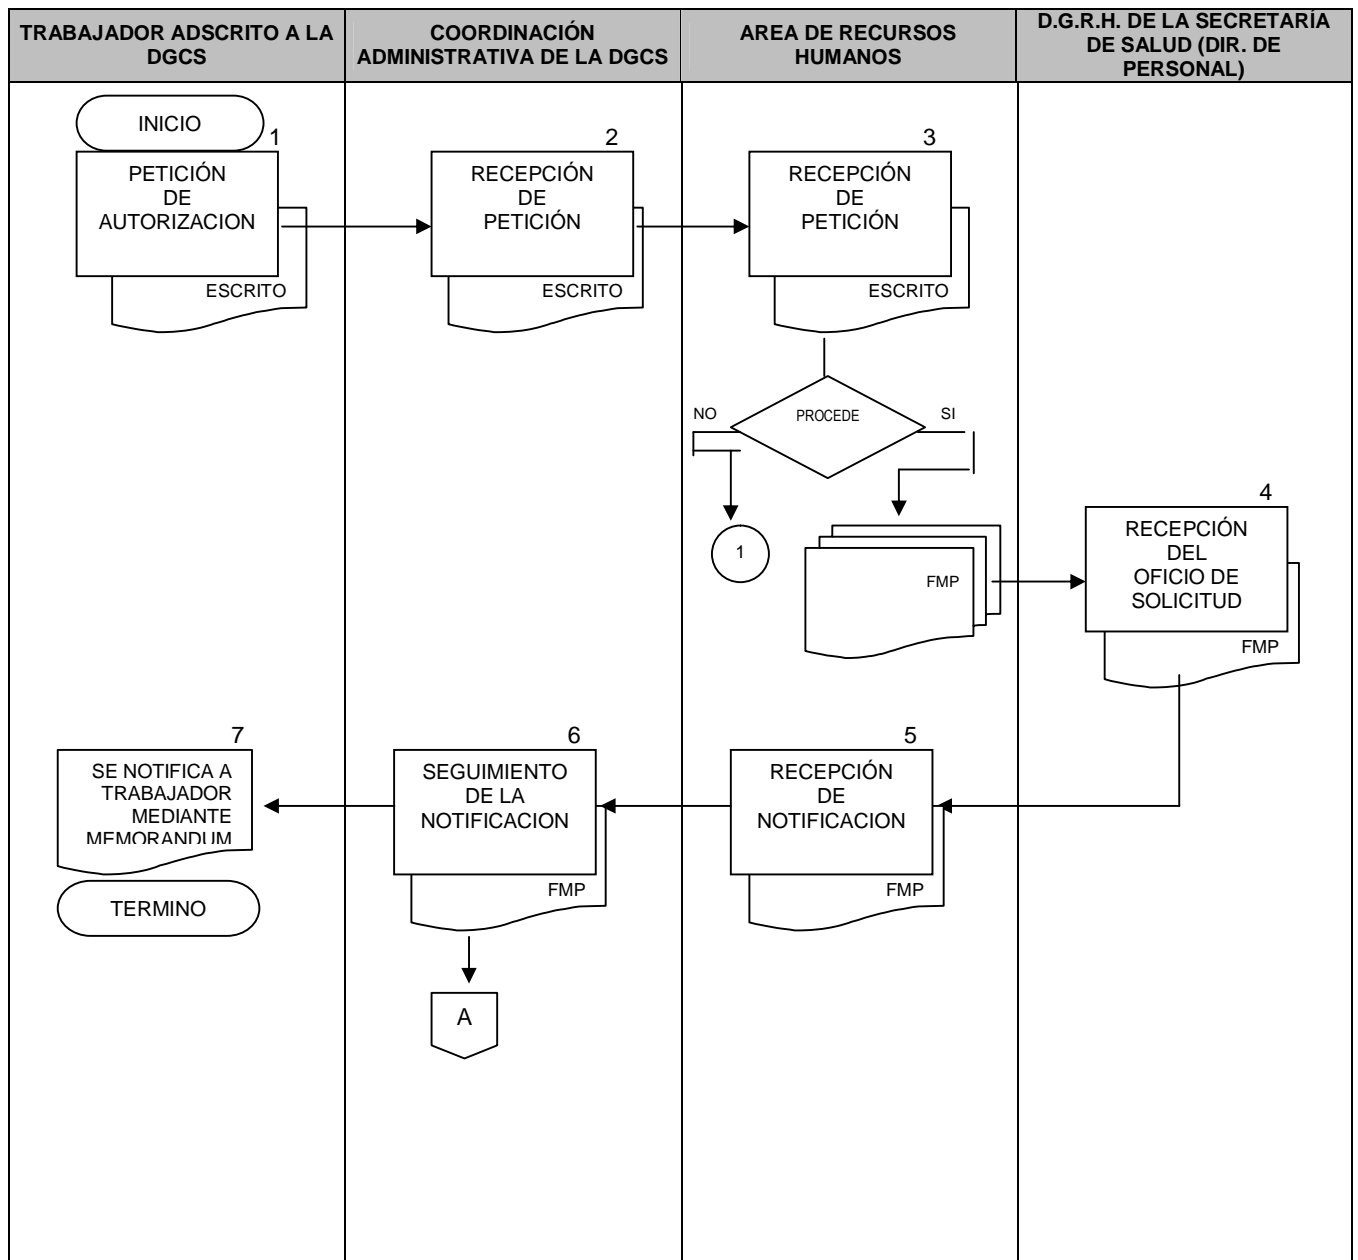 TRABAJADOR ADSCRITO A LA
DGCS
COORDINACIÓN
ADMINISTRATIVA DE LA DGCS
AREA DE RECURSOS
HUMANOS
D.G.R.H. DE LA SECRETARÍA
DE SALUD (DIR. DE
PERSONAL)
INICIO
1
PETICIÓN
DE
AUTORIZACION
ESCRITO
2
RECEPCIÓN
DE
PETICIÓN
ESCRITO
3
RECEPCIÓN
DE
PETICIÓN
ESCRITO
NO
PROCEDE
SI
1
FMP
4
RECEPCIÓN
DEL
OFICIO DE
SOLICITUD
FMP
7
SE NOTIFICA A
TRABAJADOR
MEDIANTE
MEMORANDUM
TERMINO
6
SEGUIMIENTO
DE LA
NOTIFICACION
FMP
A
5
RECEPCIÓN
DE
NOTIFICACION
FMP